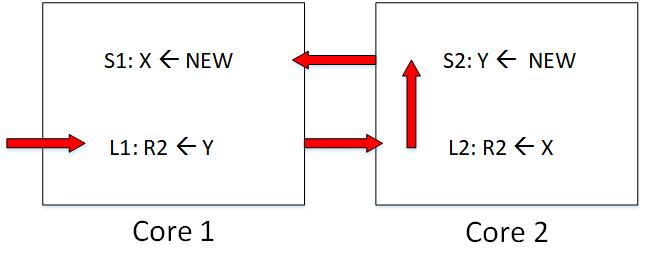 S1: X ← NEW
L1: R2 ← Y
Core 1
S2: Y ← NEW
L2: R2 ← X
Core 2